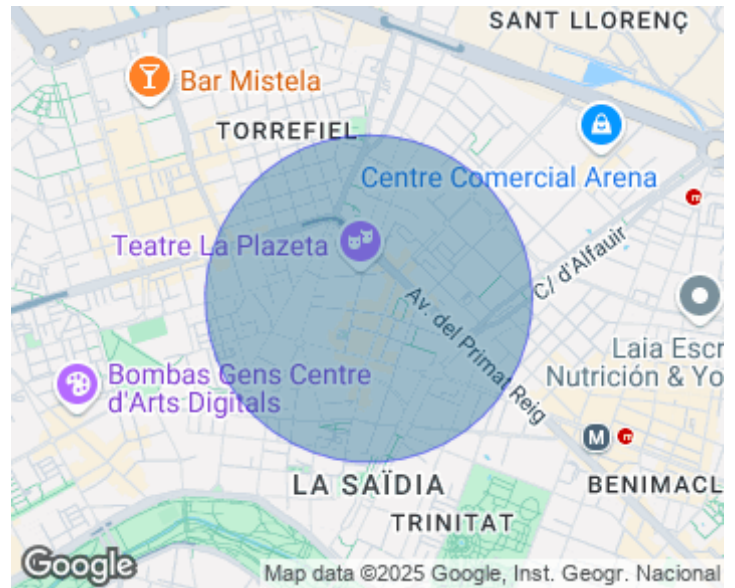 SANT LLORENÇ
Bar Mistela
TORREFIEL
Centre Comercial Arena
Teatre La Plazeta
C/ d'Alfauir
Av. del Primat Reig
Laia Escr
Nutrición & Yo
Bombas Gens Centre
d'Arts Digitals
M
LA SAÏDIA
BENIMACL
TRINITAT
Google
Map data ©2025 Google, Inst. Geogr. Nacional